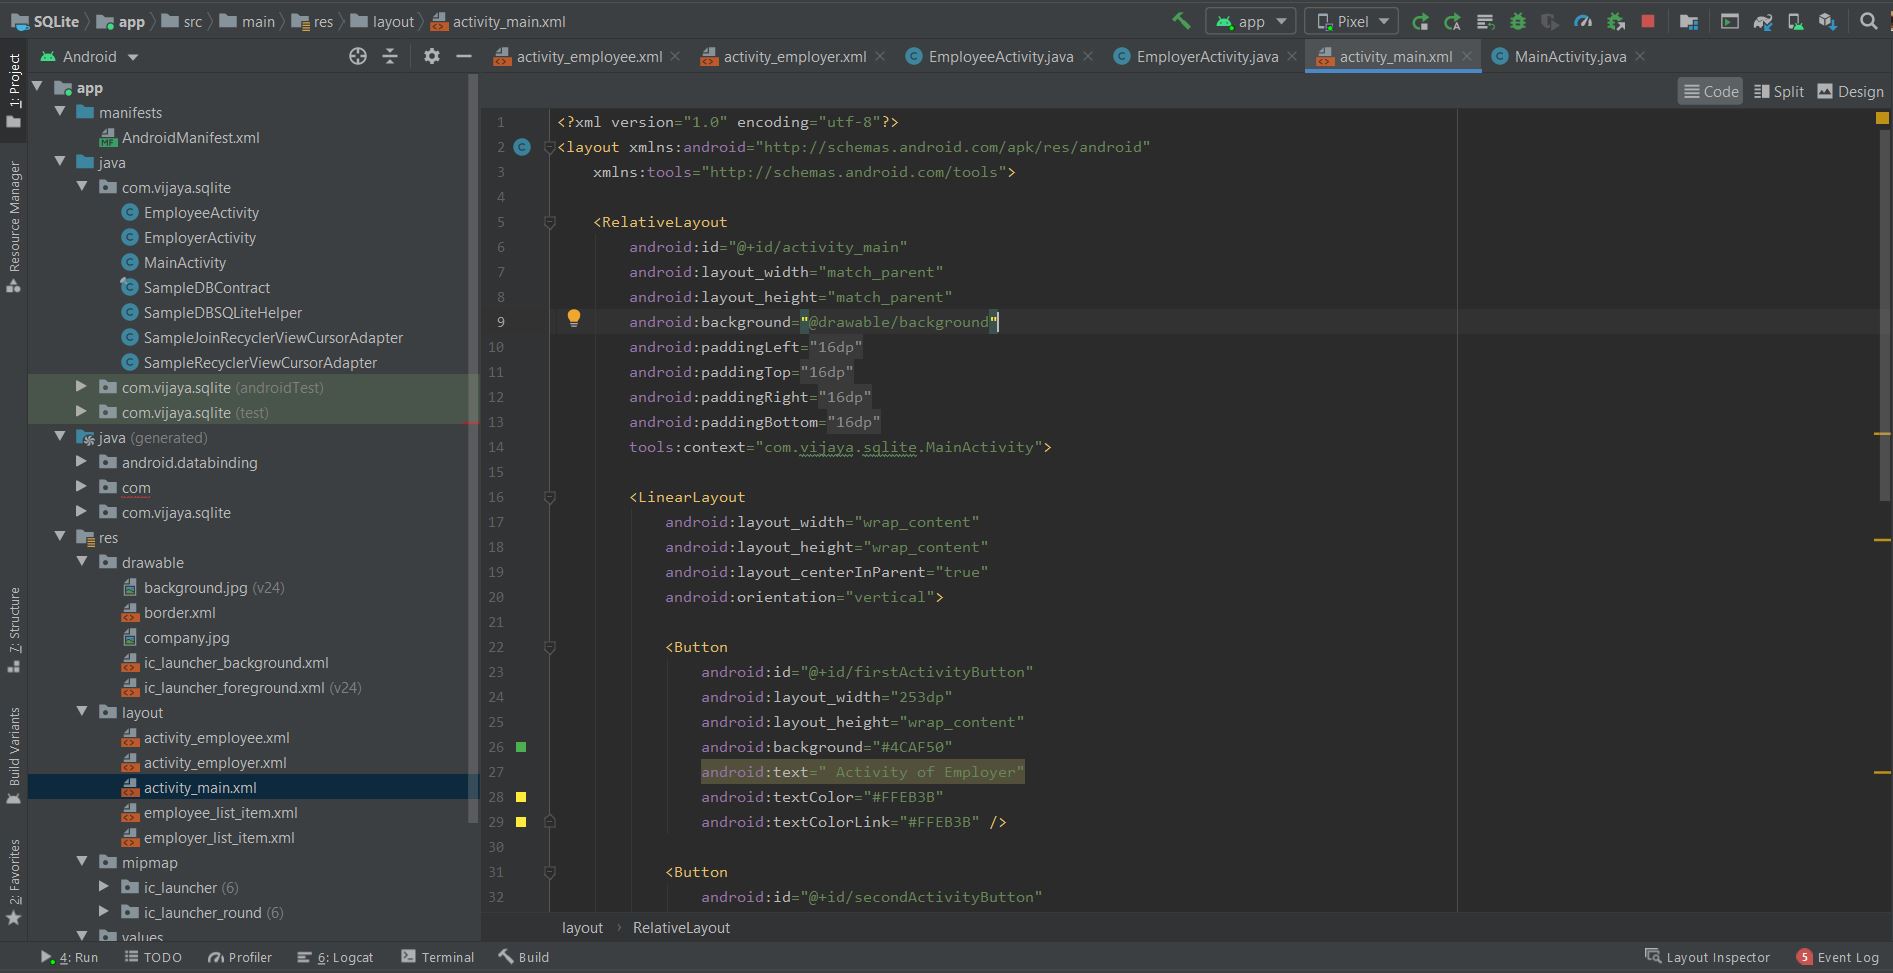 SQLite app src main res layout activity_main.xml app Pixel
Android activity_employee.xml activity_employer.xml EmployeeActivity.java EmployerActivity.java activity_main.xml MainActivity.java
Code Split Design
1: Project
Resource Manager
7: Structure
Build Variants
2: Favorites
app
manifests
AndroidManifest.xml
java
com.vijaya.sqlite
EmployeeActivity
EmployerActivity
MainActivity
SampleDBContract
SampleDBSQLiteHelper
SampleJoinRecyclerViewCursorAdapter
SampleRecyclerViewCursorAdapter
com.vijaya.sqlite (androidTest)
com.vijaya.sqlite (test)
java (generated)
android.databinding
com
com.vijaya.sqlite
res
drawable
background.jpg (v24)
border.xml
company.jpg
ic_launcher_background.xml
ic_launcher_foreground.xml (v24)
layout
activity_employee.xml
activity_employer.xml
activity_main.xml
employee_list_item.xml
employer_list_item.xml
mipmap
ic_launcher (6)
ic_launcher_round (6)
values
1 <?xml version="1.0" encoding="utf-8"?>
2 <layout xmlns:android="http://schemas.android.com/apk/res/android"
3 xmlns:tools="http://schemas.android.com/tools">
4
5 <RelativeLayout
6 android:id="@+id/activity_main"
7 android:layout_width="match_parent"
8 android:layout_height="match_parent"
9 android:background="@drawable/background"
10 android:paddingLeft="16dp"
11 android:paddingTop="16dp"
12 android:paddingRight="16dp"
13 android:paddingBottom="16dp"
14 tools:context="com.vijaya.sqlite.MainActivity">
15
16 <LinearLayout
17 android:layout_width="wrap_content"
18 android:layout_height="wrap_content"
19 android:layout_centerInParent="true"
20 android:orientation="vertical">
21
22 <Button
23 android:id="@+id/firstActivityButton"
24 android:layout_width="253dp"
25 android:layout_height="wrap_content"
26 android:background="#4CAF50"
27 android:text=" Activity of Employer"
28 android:textColor="#FFEB3B"
29 android:textColorLink="#FFEB3B" />
30
31 <Button
32 android:id="@+id/secondActivityButton"
layout RelativeLayout
4: Run TODO Profiler 6: Logcat Terminal Build Layout Inspector 5 Event Log